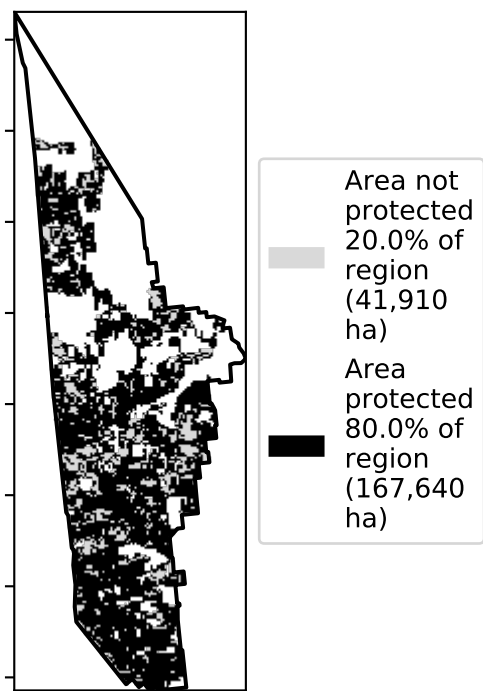 Area not
protected
20.0% of
region
(41,910
ha)
Area
protected
80.0% of
region
(167,640
ha)